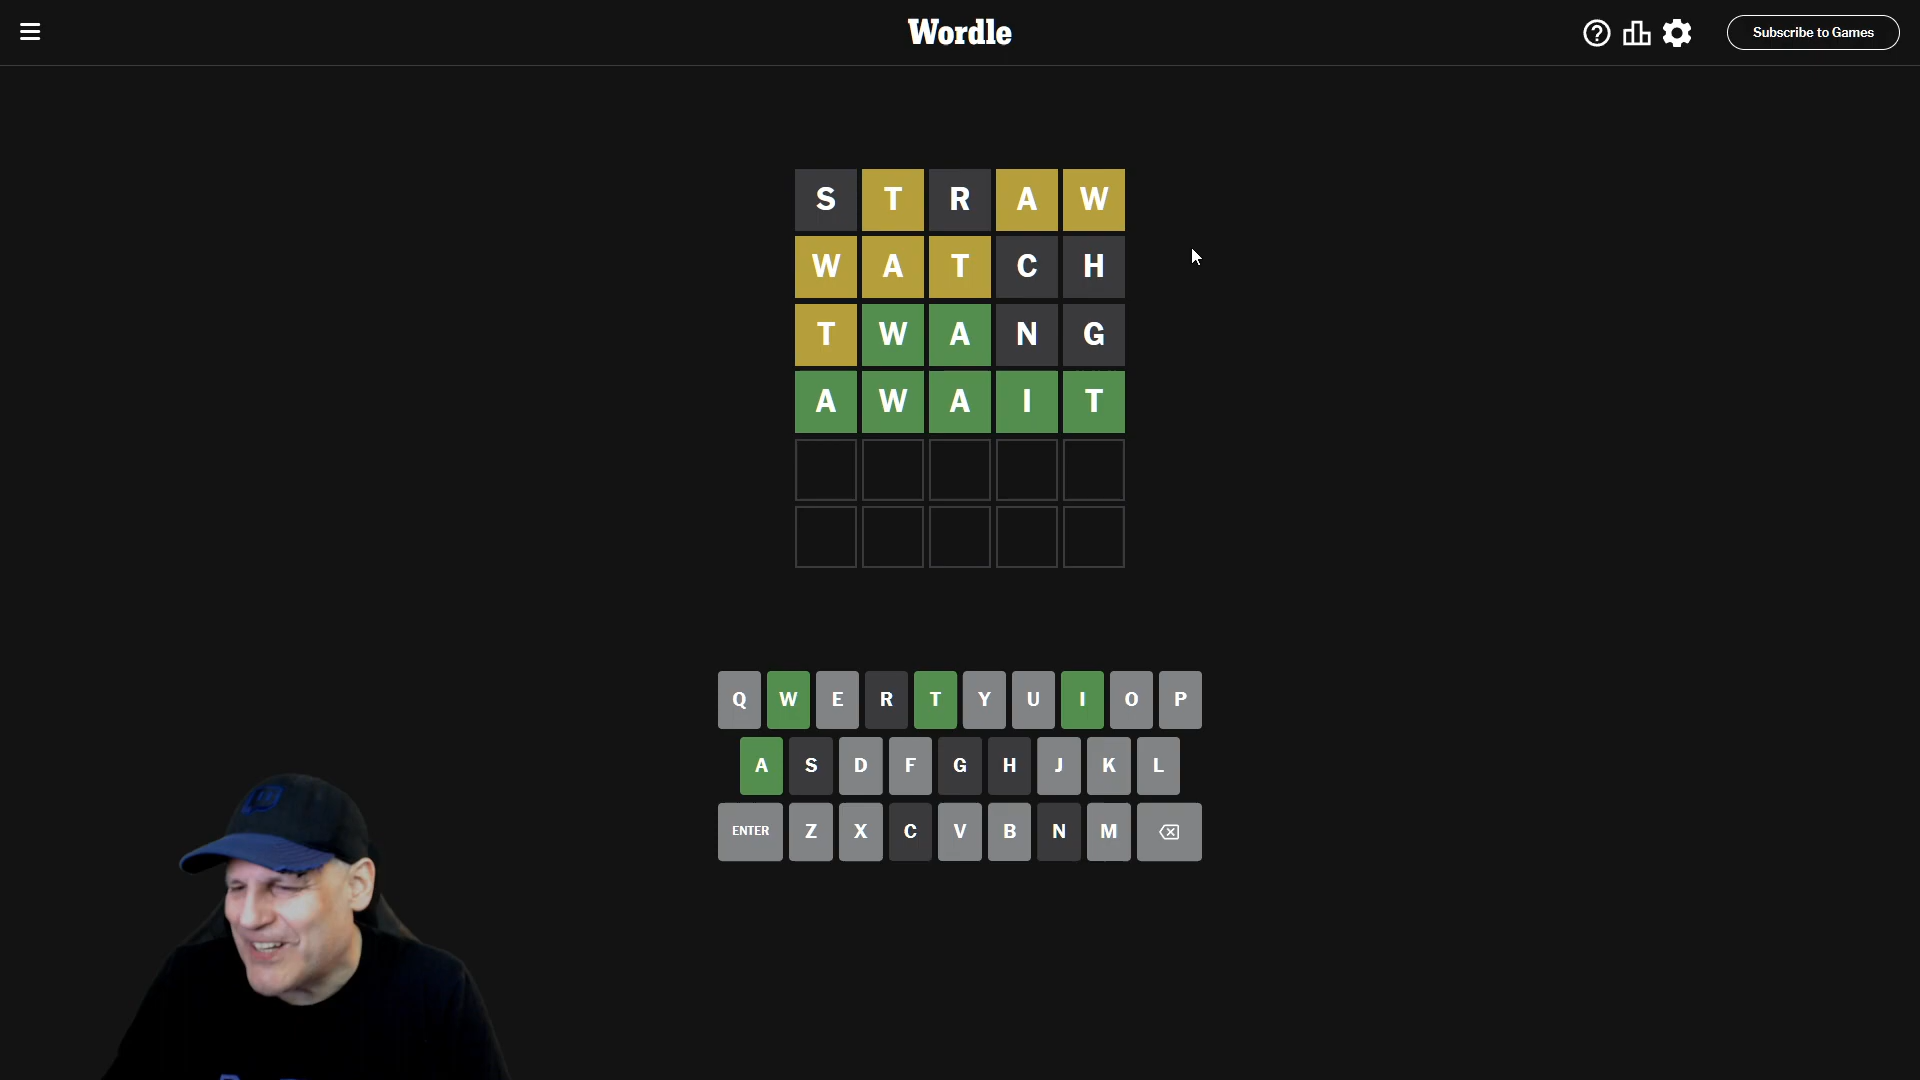 Wordle
Subscribe to Games
S T R A W
W A T C H
T W A N G
A W A I T
Q W E R T Y U I O P
A S D F G H J K L
ENTER Z X C V B N M